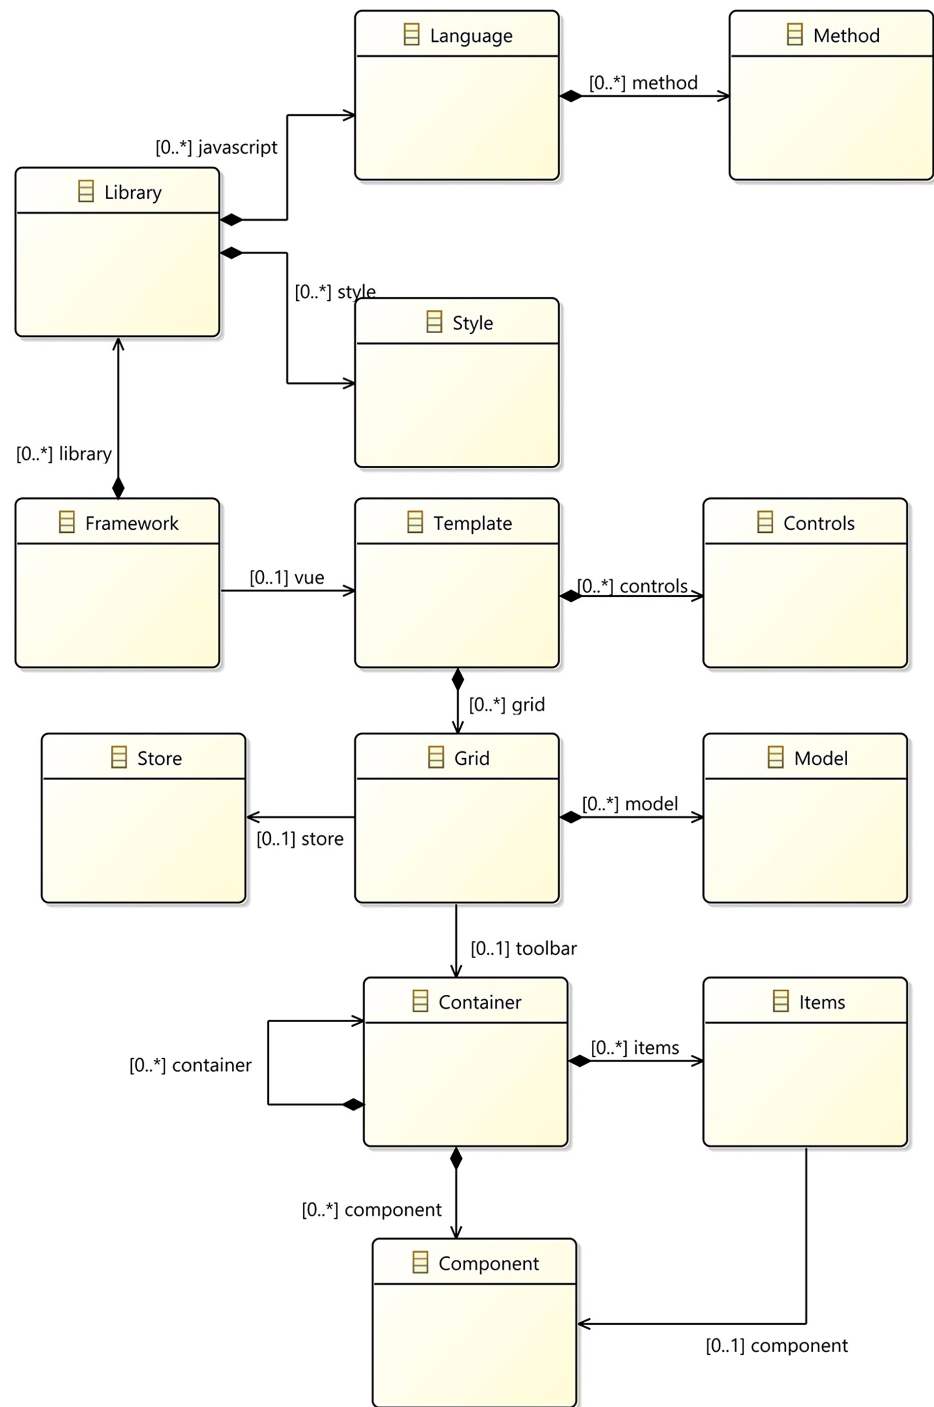 Language
Method
[0..*] method
[0..*] javascript
Library
[0..*] style
Style
[0..*] library
Framework
Template
Controls
[0..1] vue
[0..*] controls
[0..*] grid
Store
Grid
Model
[0..*] model
[0..1] store
[0..1] toolbar
Container
Items
[0..*] items
[0..*] container
[0..*] component
Component
[0..1] component